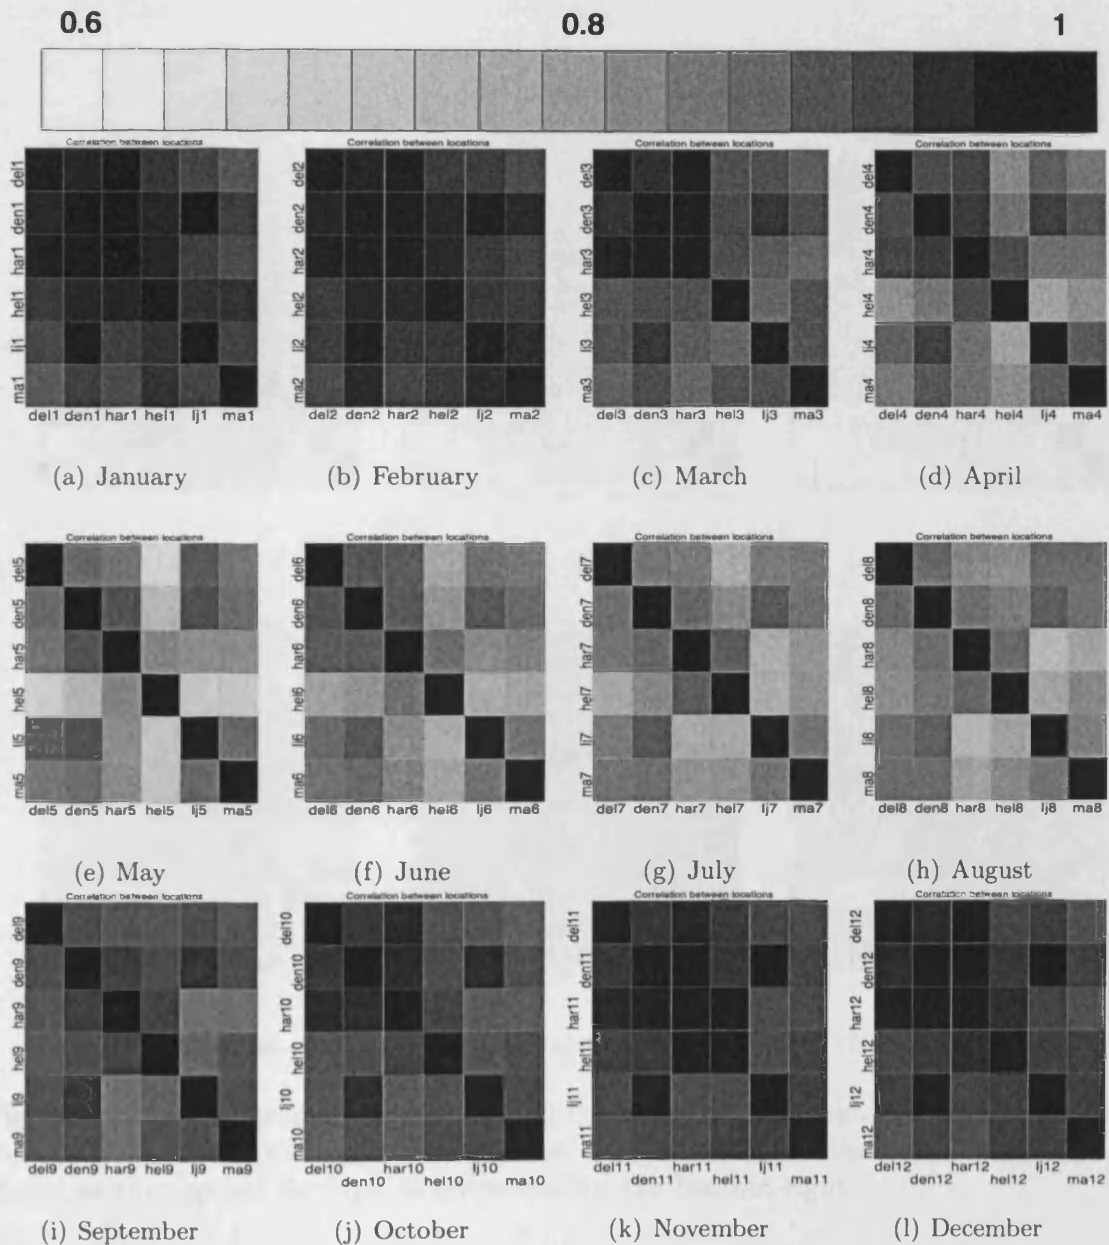 0.6 0.8 1
Correlation between locations Correlation between locations Correlation between locations Correlation between locations
del1 den1 har1 hel1 lj1 ma1
del1 den1 har1 hel1 lj1 ma1
del2 den2 har2 hel2 lj2 ma2
del2 den2 har2 hel2 lj2 ma2
del3 den3 har3 hel3 lj3 ma3
del3 den3 har3 hel3 lj3 ma3
del4 den4 har4 hel4 lj4 ma4
del4 den4 har4 hel4 lj4 ma4
(a) January (b) February (c) March (d) April
Correlation between locations Correlation between locations Correlation between locations Correlation between locations
del5 den5 har5 hel5 lj5 ma5
del5 den5 har5 hel5 lj5 ma5
del6 den6 har6 hel6 lj6 ma6
del6 den6 har6 hel6 lj6 ma6
del7 den7 har7 hel7 lj7 ma7
del7 den7 har7 hel7 lj7 ma7
del8 den8 har8 hel8 lj8 ma8
del8 den8 har8 hel8 lj8 ma8
(e) May (f) June (g) July (h) August
Correlation between locations Correlation between locations Correlation between locations Correlation between locations
del9 den9 har9 hel9 lj9 ma9
del9 den9 har9 hel9 lj9 ma9
del10 den10 har10 hel10 lj10 ma10
del10 har10 lj10
den10 hel10 ma10
del11 den11 har11 hel11 lj11 ma11
del11 har11 lj11
den11 hel11 ma11
del12 den12 har12 hel12 lj12 ma12
del12 har12 lj12
den12 hel12 ma12
(i) September (j) October (k) November (l) December